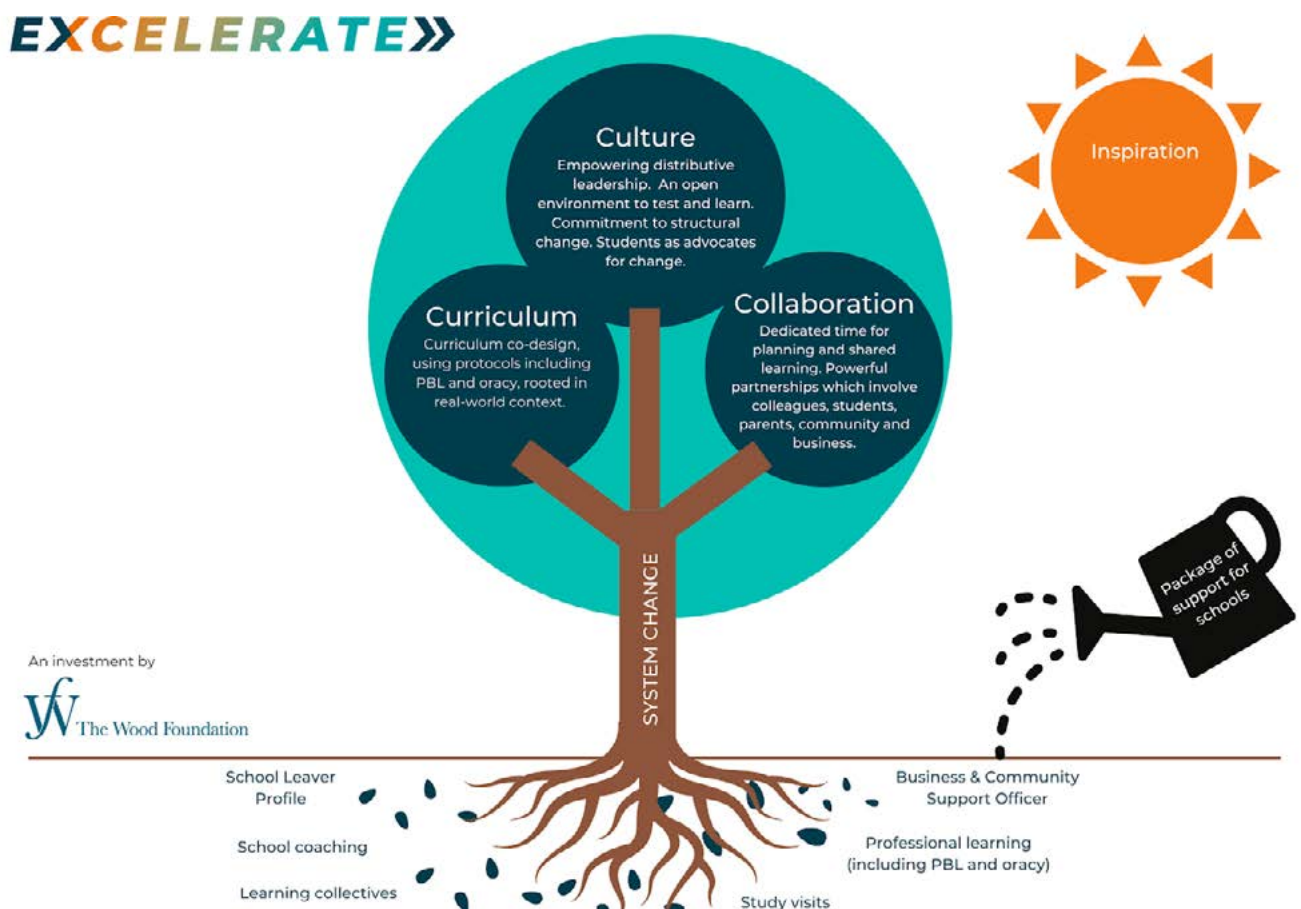 EXCELERATE»
Culture
Empowering distributive
leadership. An open
environment to test and learn.
Commitment to structural
change. Students as advocates
for change.
Inspiration
Curriculum
Curriculum co-design,
using protocols including
PBL and oracy, rooted in
real-world context.
Collaboration
Dedicated time for
planning and shared
learning. Powerful
partnerships which involve
colleagues, students,
parents, community and
business.
SYSTEM CHANGE
Package of
support for
schools
An investment by
The Wood Foundation
School Leaver
Profile
School coaching
Learning collectives
Business & Community
Support Officer
Professional learning
(including PBL and oracy)
Study visits